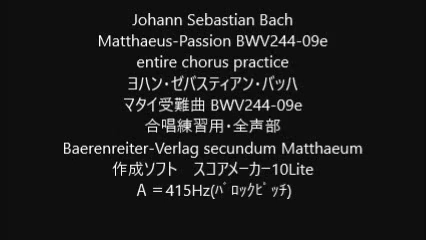 Johann Sebastian Bach
Matthaeus-Passion BWV244-09e
entire chorus practice
ﾖﾊﾝ･ｾﾞﾊﾞｽﾃｨｱﾝ･ﾊﾞｯﾊ
ﾏﾀｲ受難曲 BWV244-09e
合唱練習用･全声部
Baerenreiter-Verlag secundum Matthaeum
作成ソフト　ｽｺｱﾒｰｶｰ10Lite
Ａ＝415Hz(ﾊﾞﾛｯｸﾋﾟｯﾁ)